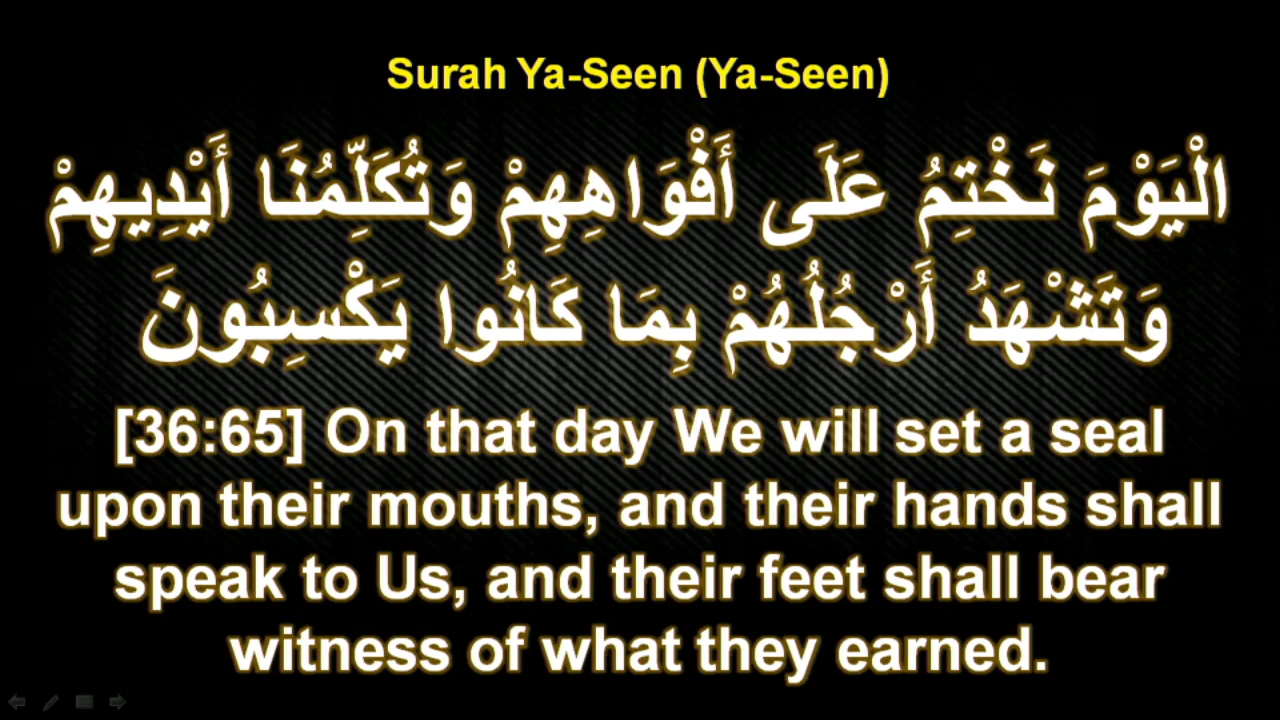 Surah Ya-Seen (Ya-Seen)
الْيَوْمَ نَخْتِمُ عَلَى أَفْوَاهِهِمْ وَتُكَلِّمُنَا أَيْدِيهِمْ
وَتَشْهَدُ أَرْجُلُهُمْ بِمَا كَانُوا يَكْسِبُونَ
[36:65] On that day We will set a seal
upon their mouths, and their hands shall
speak to Us, and their feet shall bear
witness of what they earned.